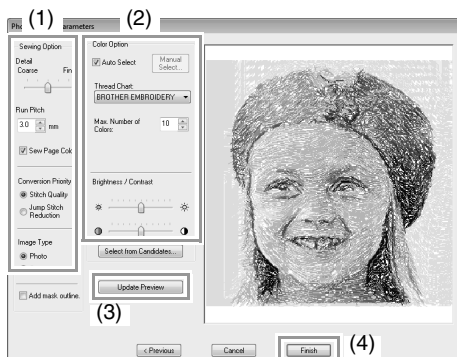 (1)
(2)
Pho
arameters
Sewing Option
Detail
Coarse Fin
Run Pitch
3.0 mm
Sew Page Colo
Conversion Priority
Stitch Quality
Jump Stitch
Reduction
Image Type
Photo
Add mask outline.
Color Option
Auto Select
Manual
Select...
Thread Chart:
BROTHER EMBROIDERY
Max. Number of
Colors:
10
Brightness / Contrast
Select from Candidates...
Update Preview
(3)
< Previous
Cancel
Finish
(4)